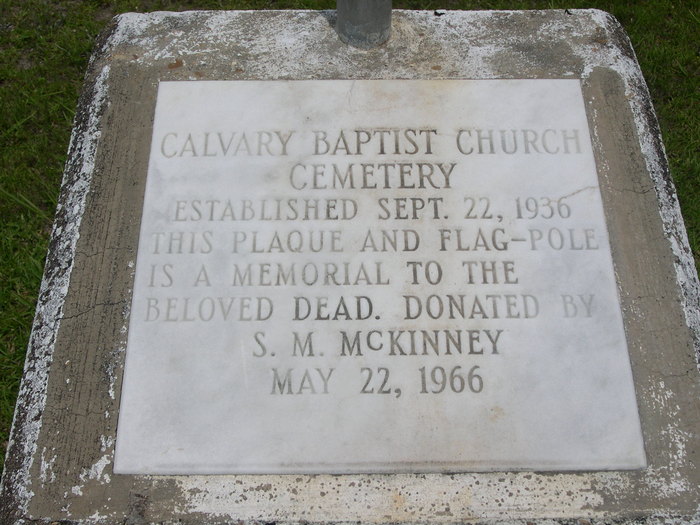 CALVARY BAPTIST CHURCH
CEMETERY
ESTABLISHED SEPT. 22, 1936
THIS PLAQUE AND FLAG-POLE
IS A MEMORIAL TO THE
BELOVED DEAD. DONATED BY
S. M. McKINNEY
MAY 22, 1966